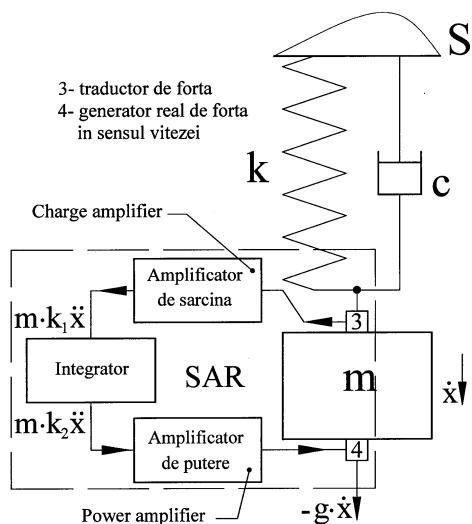 S
3- traductor de forta
4- generator real de forta
in sensul vitezei
k
c
Charge amplifier
Amplificator
de sarcina
m·k₁ẍ
3
Integrator
SAR
m
ẋ
m·k₂ẍ
Amplificator
de putere
4
Power amplifier
-g·ẋ